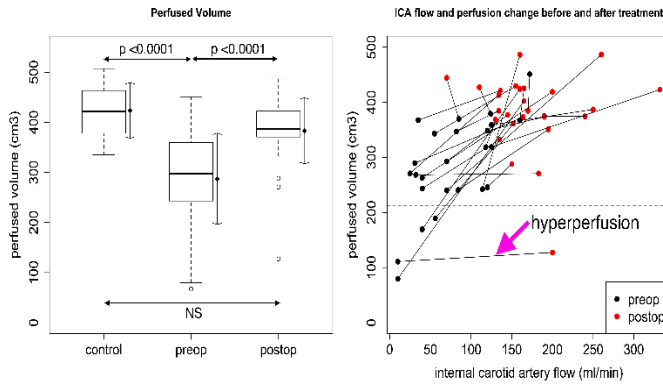 Perfused Volume
p <0.0001
p <0.0001
perfused volume (cm3)
500
400
300
200
100
0
NS
control
preop
postop
ICA flow and perfusion change before and after treatment
perfused volume (cm3)
500
400
300
200
100
0
hyperperfusion
preop
postop
0
50
100
150
200
250
300
internal carotid artery flow (ml/min)